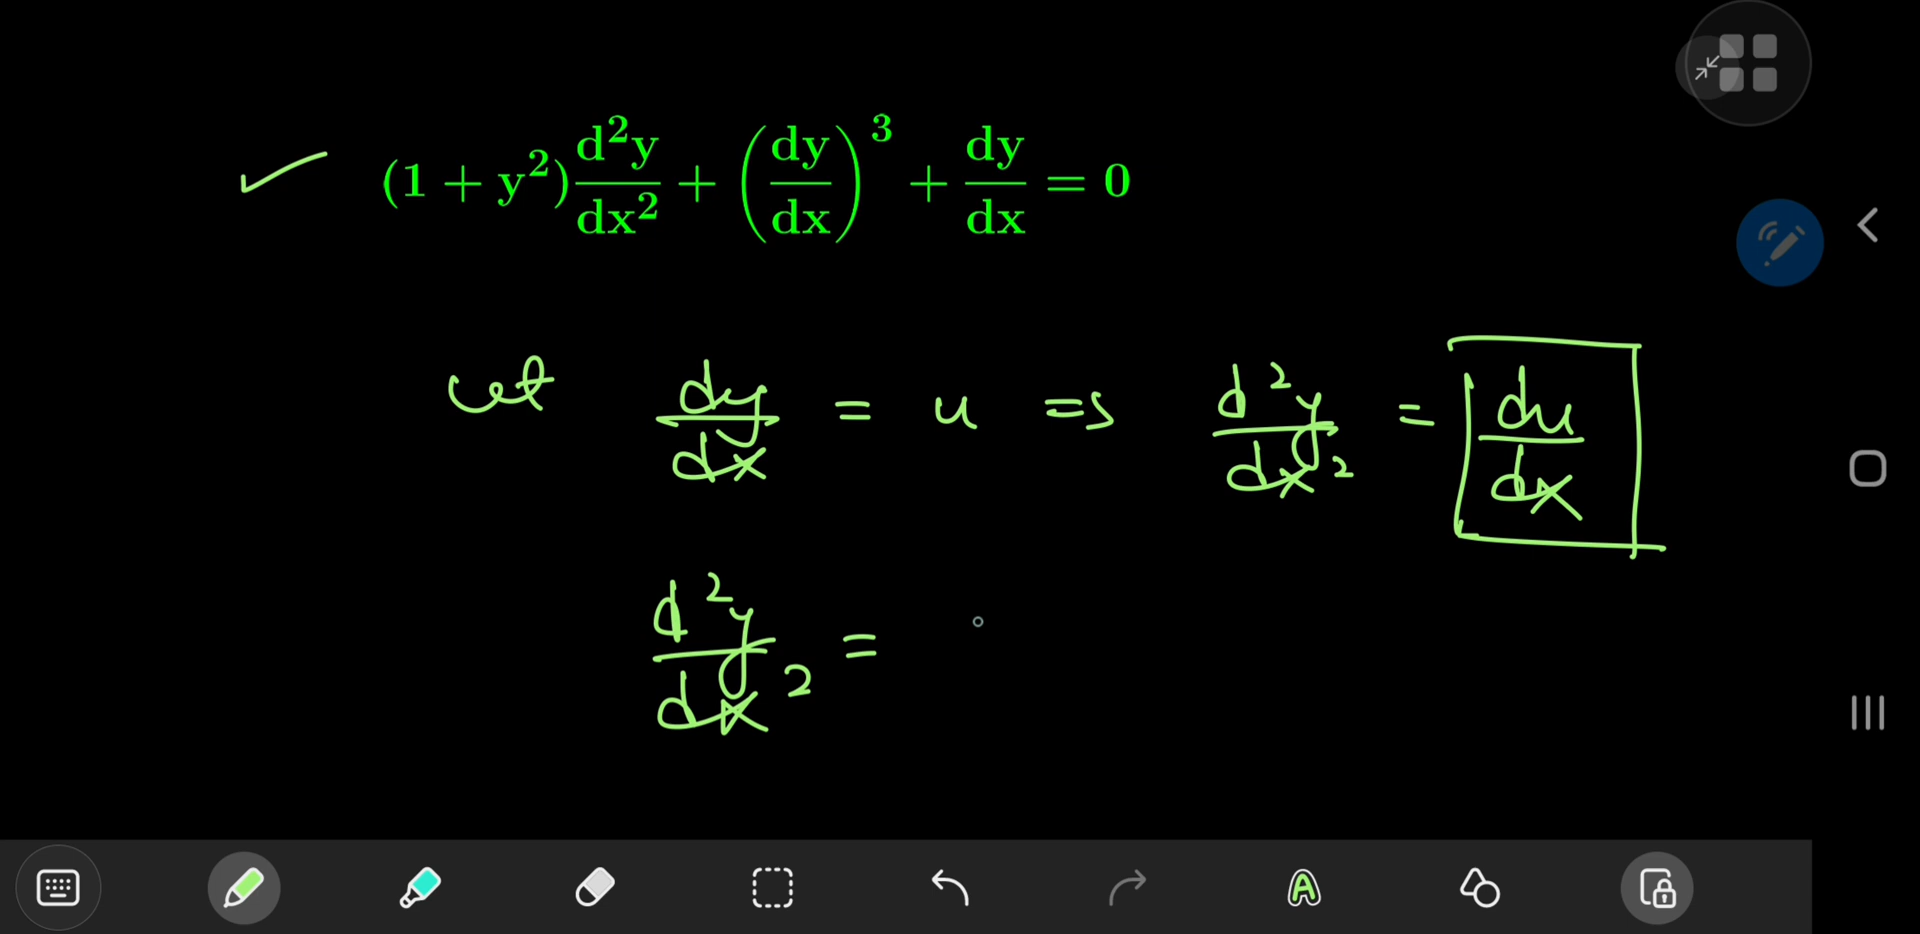 (1 + y²) d²y/dx² + (dy/dx)³ + dy/dx = 0
let dy/dx = u => d²y/dx² = du/dx
d²y/dx² =
A